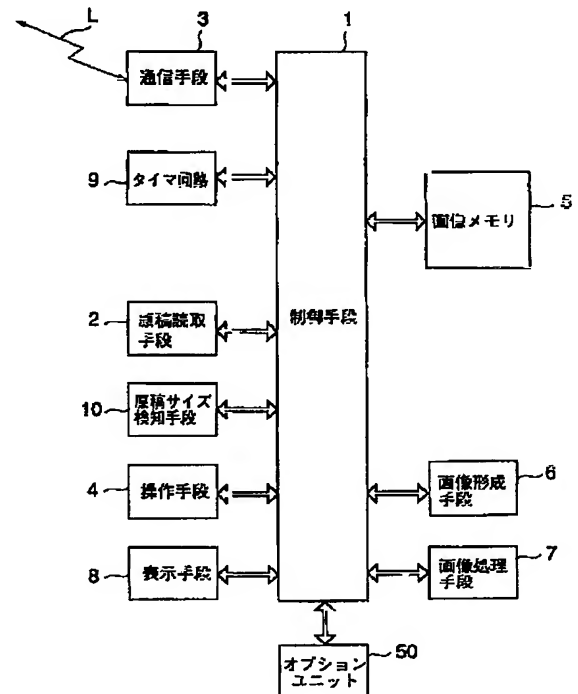 L
3
1
通信手段
9
タイマ回路
5
画像メモリ
2
原稿読取
手段
制御手段
10
原稿サイズ
検知手段
4
操作手段
6
画像形成
手段
8
表示手段
7
画像処理
手段
50
オプション
ユニット